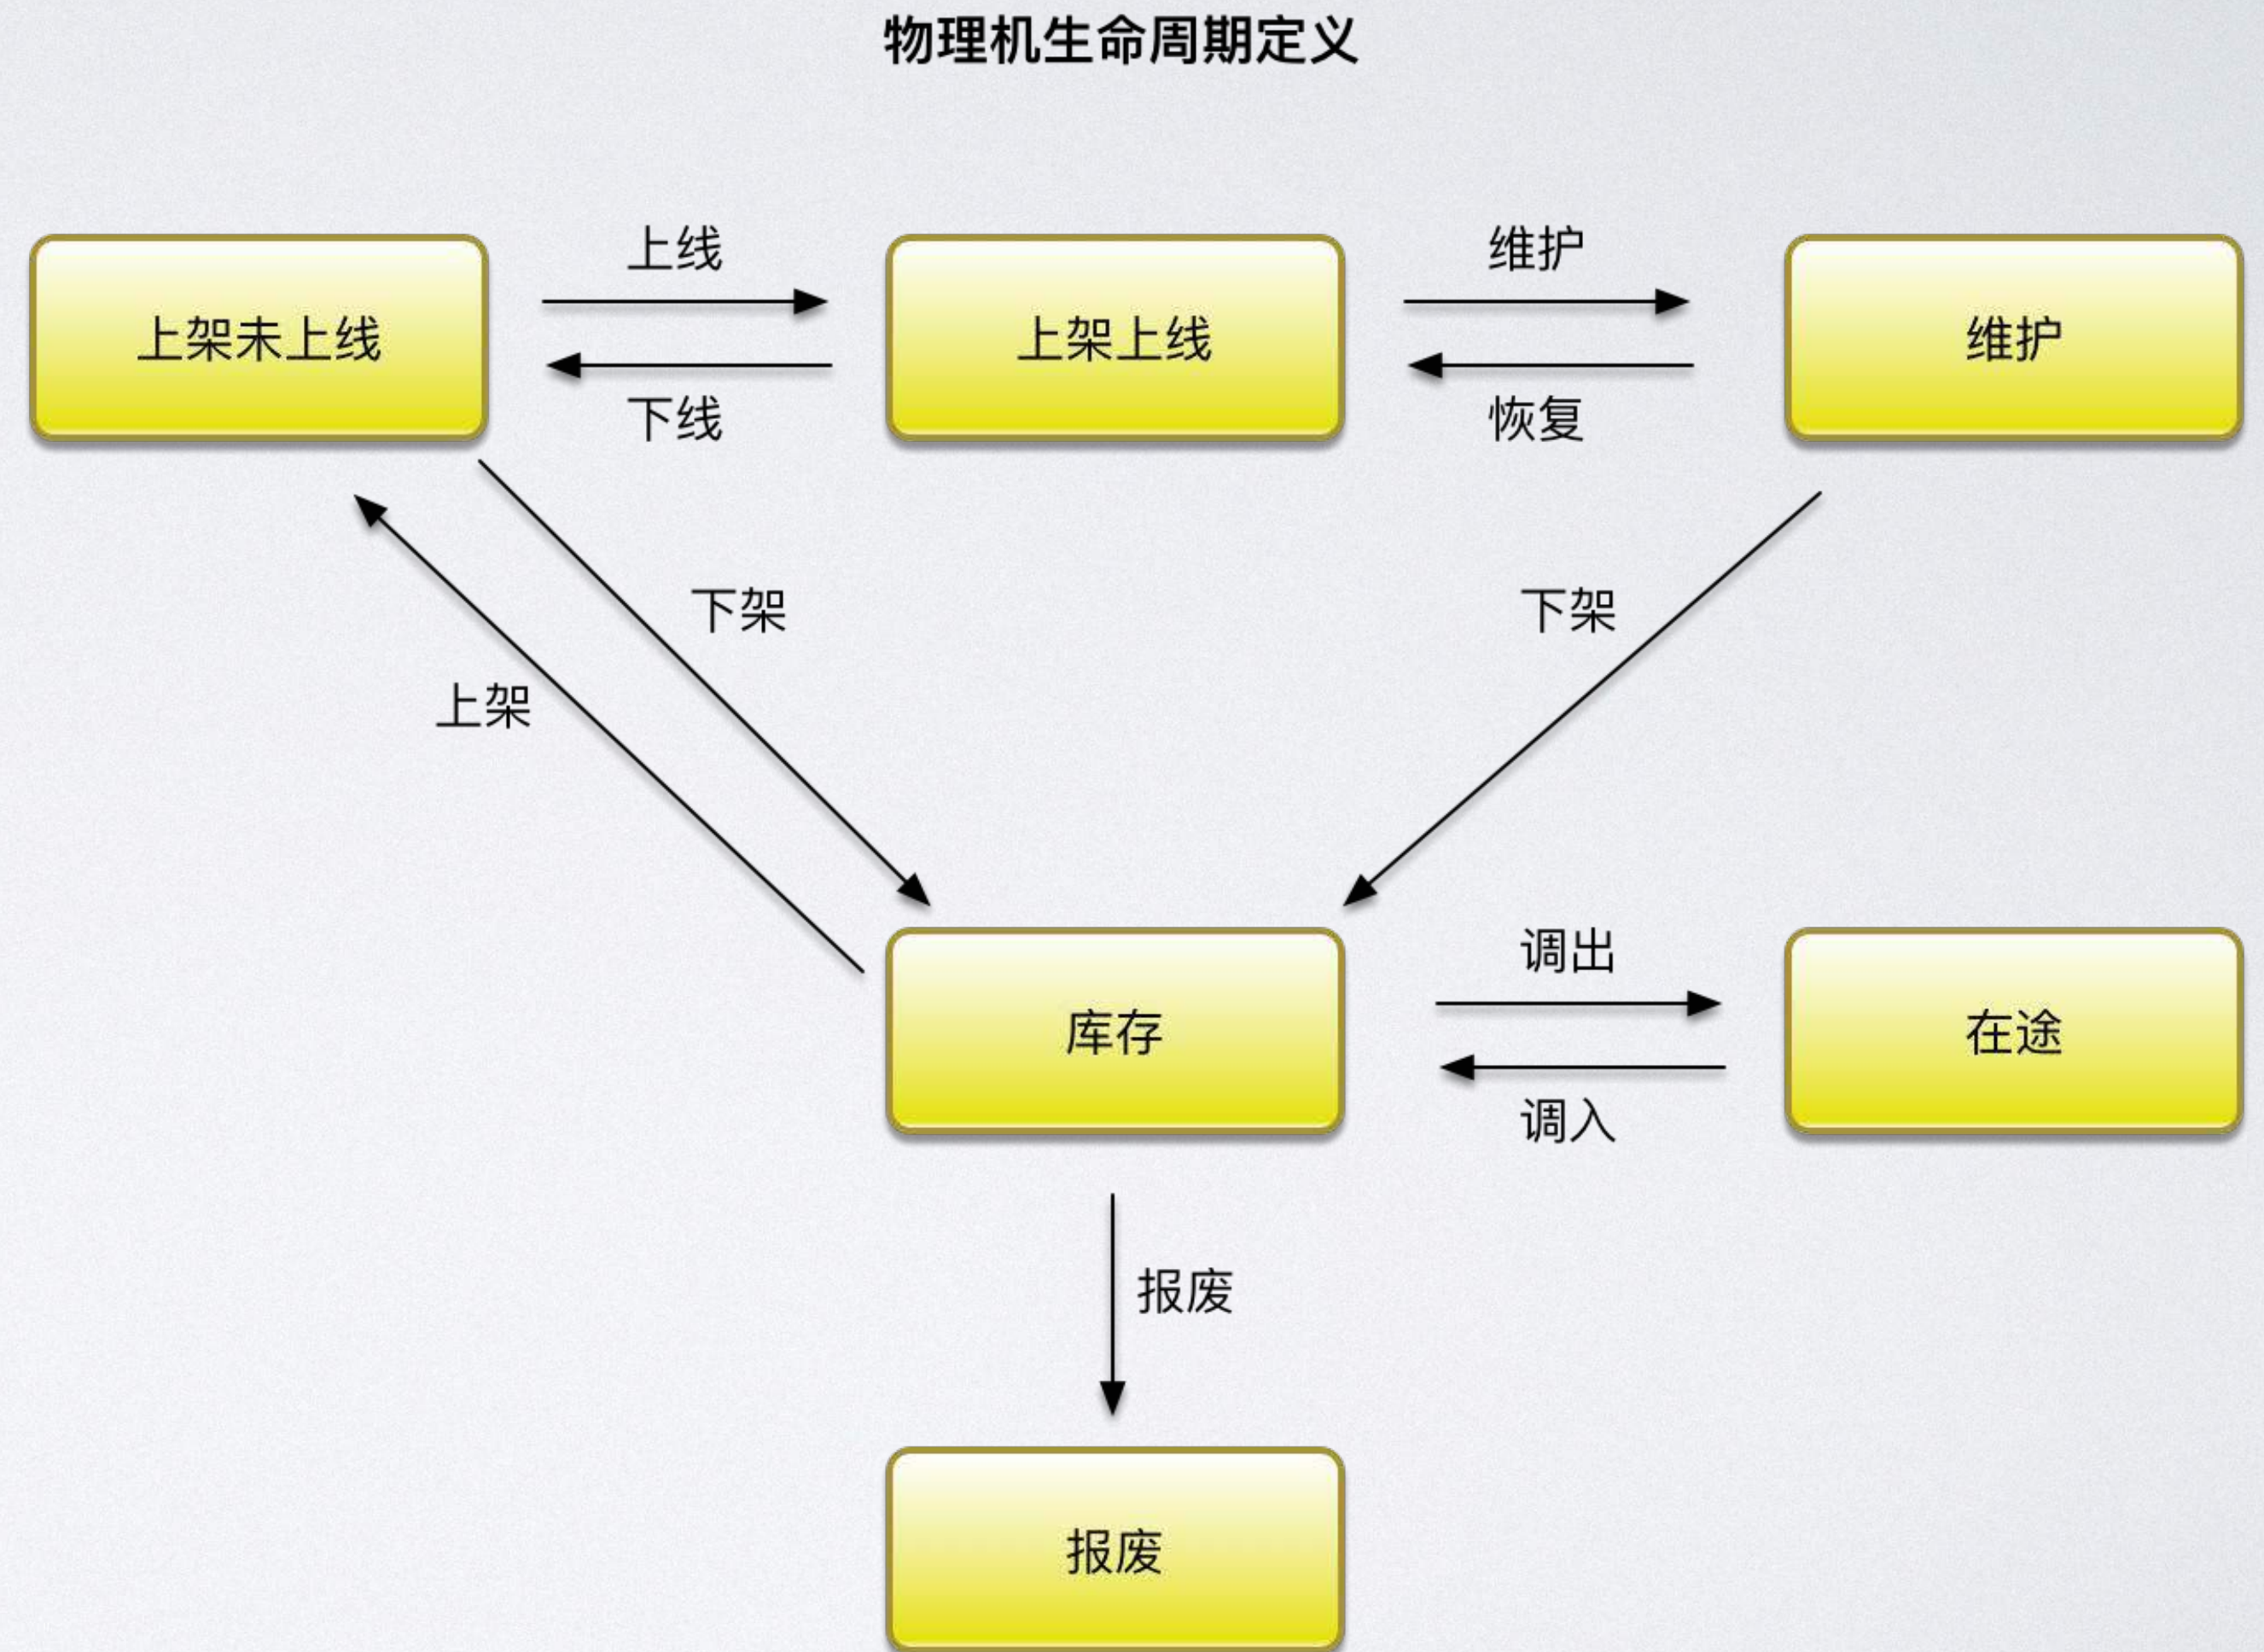 物理机生命周期定义
上线
维护
上架未上线
上架上线
维护
下线
恢复
下架
下架
上架
调出
库存
在途
调入
报废
报废